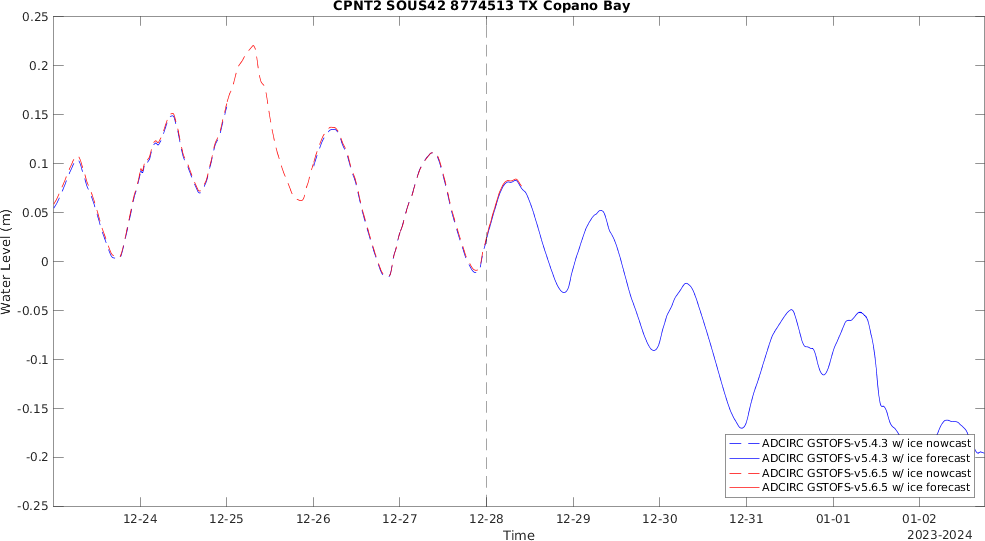 CPNT2 SOUS42 8774513 TX Copano Bay
0.25
0.2
0.15
0.1
0.05
0
-0.05
-0.1
-0.15
-0.2
-0.25
Water Level (m)
ADCIRC GSTOFS-v5.4.3 w/ ice nowcast
ADCIRC GSTOFS-v5.4.3 w/ ice forecast
ADCIRC GSTOFS-v5.6.5 w/ ice nowcast
ADCIRC GSTOFS-v5.6.5 w/ ice forecast
12-24 12-25 12-26 12-27 12-28 12-29 12-30 12-31 01-01 01-02
Time
2023-2024